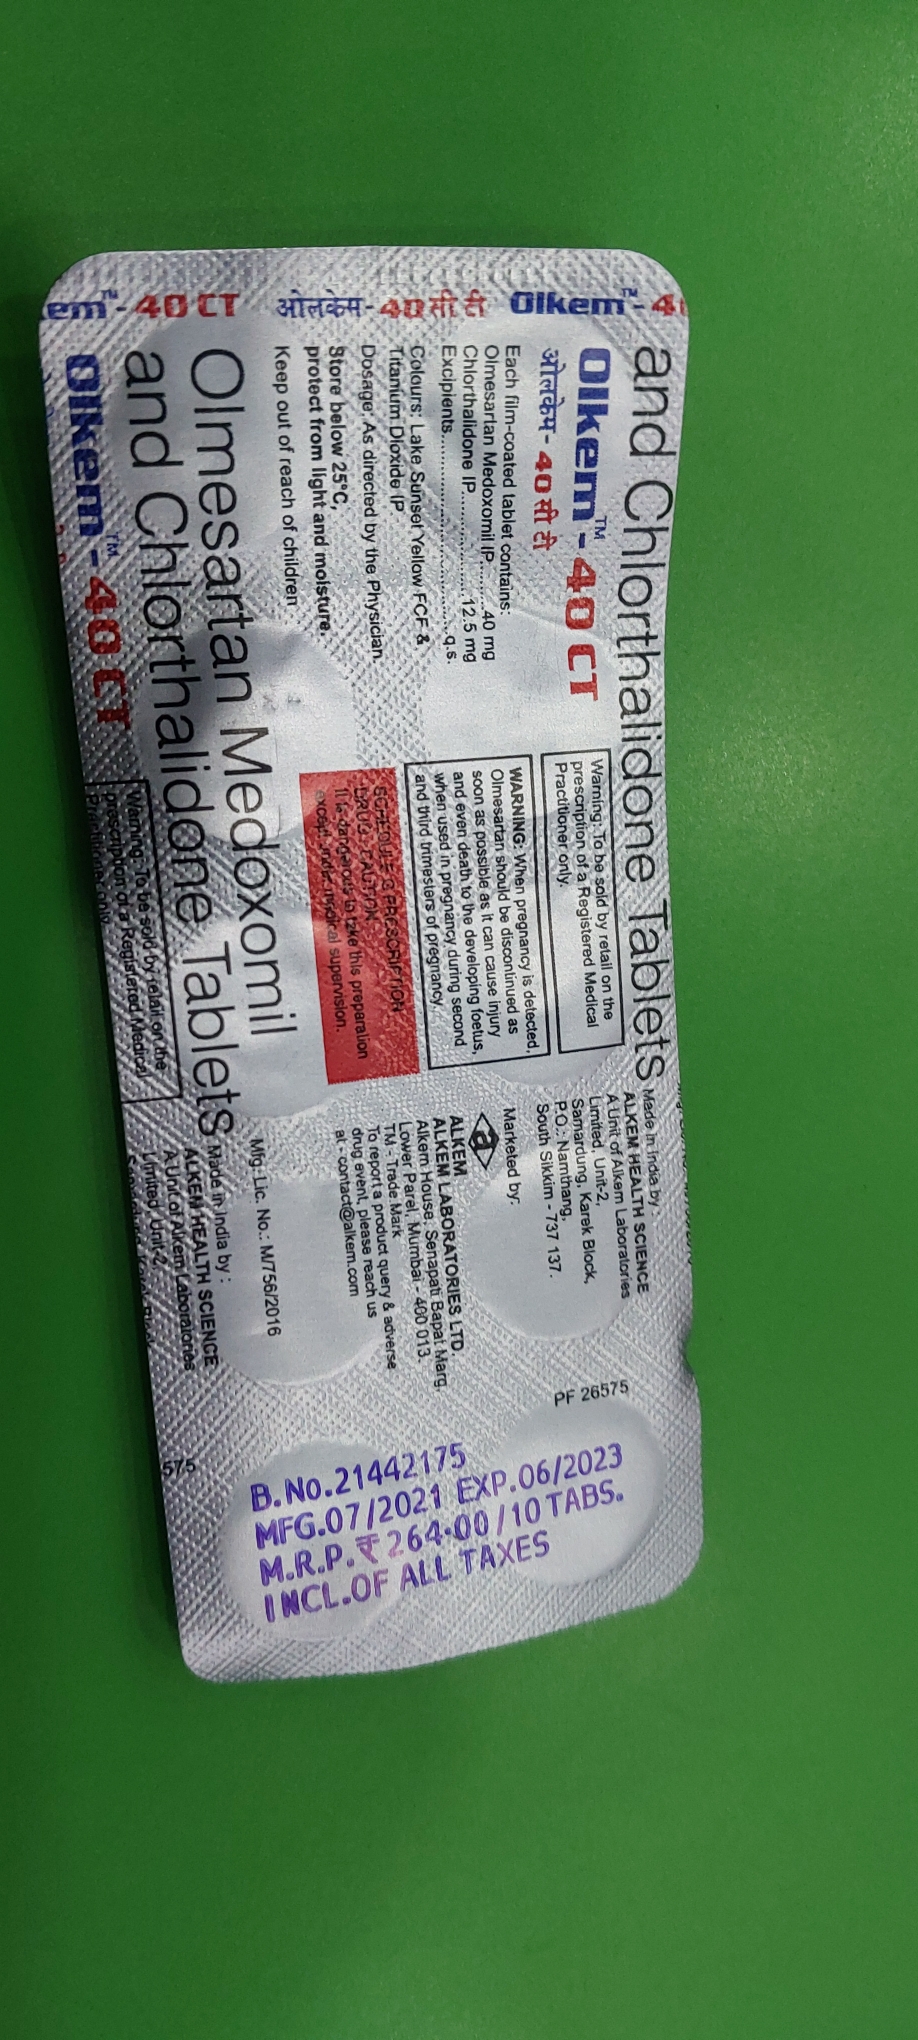 em™-40 CT ओलकेम-40 सी टी Olkem™-4
and Chlorthalidone Tablets
Olkem™-40 CT
ओलकेम-40 सी टी
Each film-coated tablet contains:
Olmesartan Medoxomil IP........ 40 mg
Chlorthalidone IP....................12.5 mg
Excipients.....................................q.s.
Colours: Lake Sunset Yellow FCF &
Titanium Dioxide IP
Dosage: As directed by the Physician.
Store below 25°C,
protect from light and moisture.
Keep out of reach of children
Warning: To be sold by retail on the
prescription of a Registered Medical
Practitioner only.
WARNING: When pregnancy is detected,
Olmesartan should be discontinued as
soon as possible as it can cause injury
and even death to the developing foetus,
when used in pregnancy during second
and third trimesters of pregnancy.
SCHEDULE G PRESCRIPTION
DRUG - CAUTION
It is dangerous to take this preparation
except under medical supervision.
Made in India by :
ALKEM HEALTH SCIENCE
A Unit of Alkem Laboratories
Limited, Unit-2,
Samardung, Karek Block,
P.O.: Namthang,
South Sikkim - 737 137.
Marketed by:
ALKEM
ALKEM LABORATORIES LTD.
Alkem House, Senapati Bapat Marg,
Lower Parel, Mumbai - 400 013.
TM - Trade Mark
To report a product query & adverse
drug event, please reach us
at - contact@alkem.com
Mfg. Lic. No.: M/756/2016
PF 26575
B.No.21442175
MFG.07/2021 EXP.06/2023
M.R.P.₹264.00/10 TABS.
INCL.OF ALL TAXES
Olmesartan Medoxomil
and Chlorthalidone Tablets
Olkem™-40 CT
Warning: To be sold by retail on the
prescription of a Registered Medical
Practitioner only.
Made in India by :
ALKEM HEALTH SCIENCE
A Unit of Alkem Laboratories
Limited, Unit-2,
575